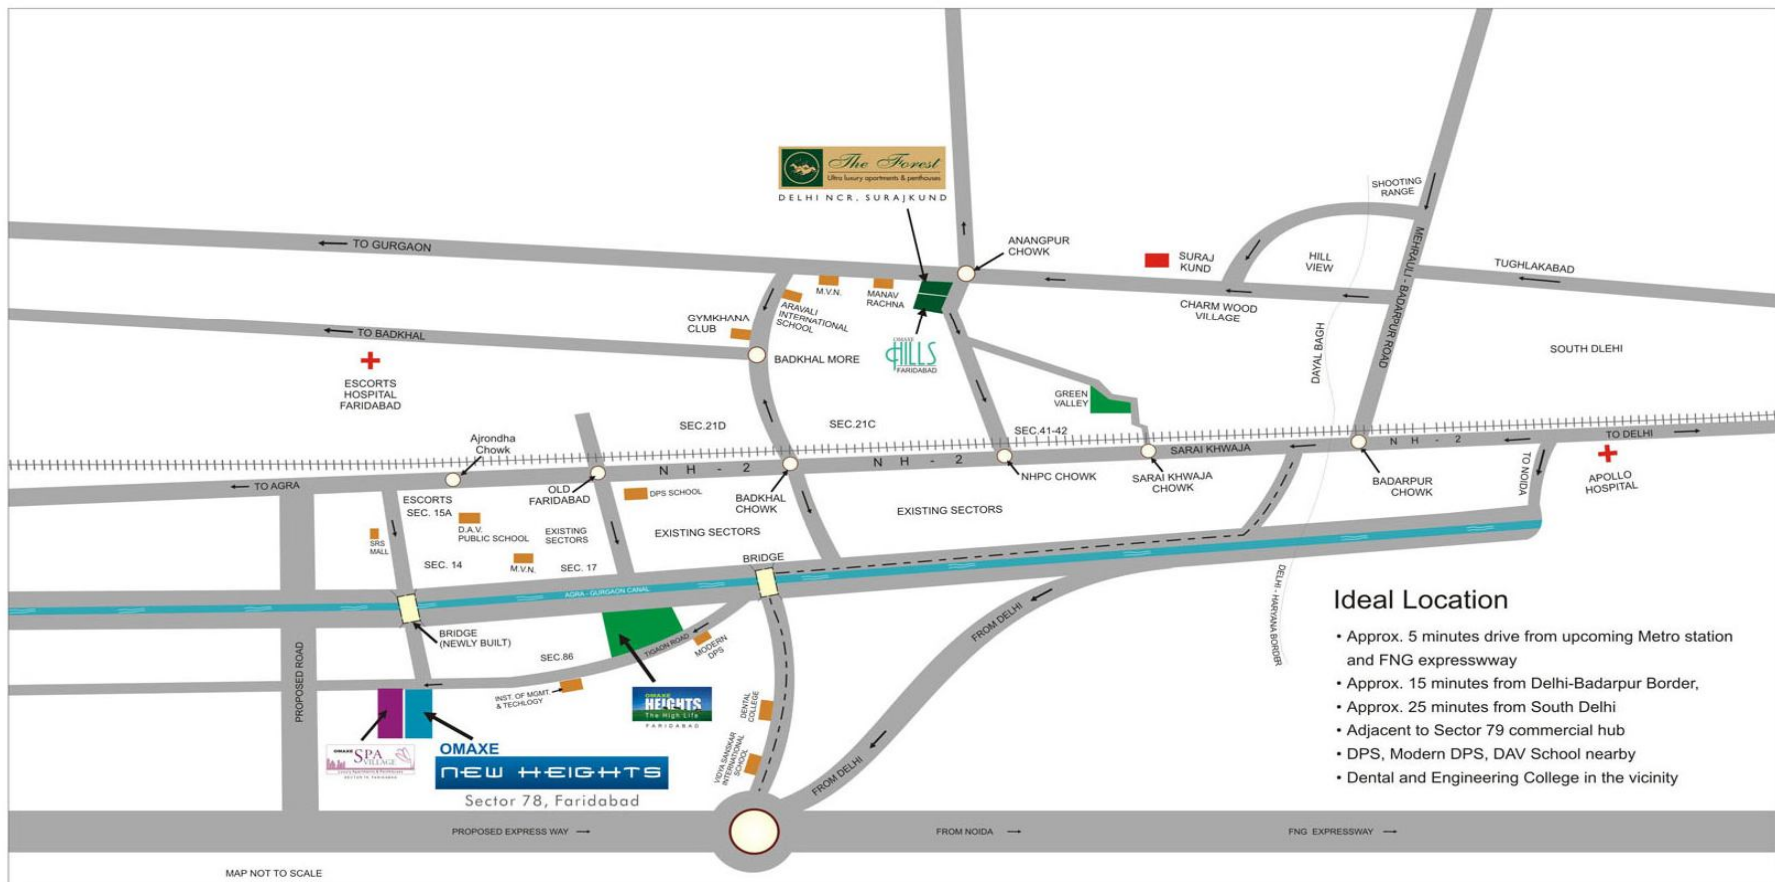 The Forest
Ultra luxury apartments & penthouses
DELHI NCR, SURAJKUND
SHOOTING
RANGE
TO GURGAON
ANANGPUR
CHOWK
SURAJ
KUND
HILL
VIEW
MEHRAULI - BADARPUR ROAD
TUGHLAKABAD
M.V.N.
MANAV
RACHNA
ARAVALI
INTERNATIONAL
SCHOOL
CHARM WOOD
VILLAGE
GYMKHANA
CLUB
TO BADKHAL
BADKHAL MORE
OMAXE
HILLS
FARIDABAD
DAYAL BAGH
SOUTH DLEHI
ESCORTS
HOSPITAL
FARIDABAD
GREEN
VALLEY
SEC.21D
SEC.21C
SEC.41-42
Ajrondha
Chowk
NH-2
NH-2
SARAI KHWAJA
NH-2
TO DELHI
TO AGRA
OLD
FARIDABAD
BADKHAL
CHOWK
NHPC CHOWK
SARAI KHWAJA
CHOWK
BADARPUR
CHOWK
TO NOIDA
APOLLO
HOSPITAL
ESCORTS
SEC. 15A
DPS SCHOOL
D.A.V.
PUBLIC SCHOOL
EXISTING
SECTORS
EXISTING SECTORS
EXISTING SECTORS
SRS
MALL
SEC. 14
M.V.N.
SEC. 17
BRIDGE
AGRA - GURGAON CANAL
DELHI - HARYANA BORDER
BRIDGE
(NEWLY BUILT)
PROPOSED ROAD
SEC.86
TIGAON ROAD
MODERN
DPS
FROM DELHI
INST. OF MGMT.
& TECHLOGY
OMAXE
HEIGHTS
The High Life
FARIDABAD
DENTAL
COLLEGE
VIDYA SANSKAR
INTERNATIONAL
SCHOOL
FROM DELHI
OMAXE
SPA
VILLAGE
Luxury Apartments & Penthouses
OMAXE
NEW HEIGHTS
Sector 78, Faridabad
Ideal Location
• Approx. 5 minutes drive from upcoming Metro station
and FNG expresswway
• Approx. 15 minutes from Delhi-Badarpur Border,
• Approx. 25 minutes from South Delhi
• Adjacent to Sector 79 commercial hub
• DPS, Modern DPS, DAV School nearby
• Dental and Engineering College in the vicinity
PROPOSED EXPRESS WAY
FROM NOIDA
FNG EXPRESSWAY
MAP NOT TO SCALE